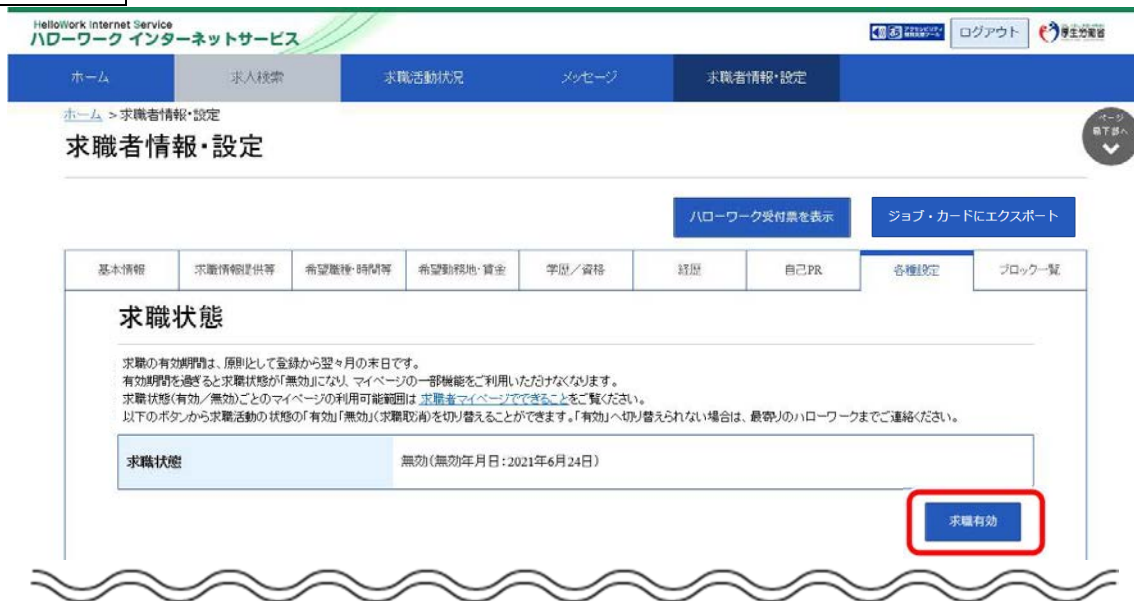 HelloWork Internet Service
ハローワーク インターネットサービス
ログアウト
厚生労働省
ホーム
求人検索
求職活動状況
メッセージ
求職者情報・設定
ホーム > 求職者情報・設定
ページ
最下部へ
求職者情報・設定
ハローワーク受付票を表示
ジョブ・カードにエクスポート
基本情報
求職情報提供等
希望職種・時間等
希望勤務地・賃金
学歴／資格
経歴
自己PR
各種設定
ブロック一覧
求職状態
求職の有効期間は、原則として登録から翌々月の末日です。
有効期間を過ぎると求職状態が「無効」になり、マイページの一部機能をご利用いただけなくなります。
求職状態(有効／無効)ごとのマイページの利用可能範囲は 求職者マイページでできることをご覧ください。
以下のボタンから求職活動の状態の「有効」「無効」(求職取消)を切り替えることができます。「有効」へ切り替えられない場合は、最寄りのハローワークまでご連絡ください。
求職状態
無効(無効年月日：2021年6月24日)
求職有効